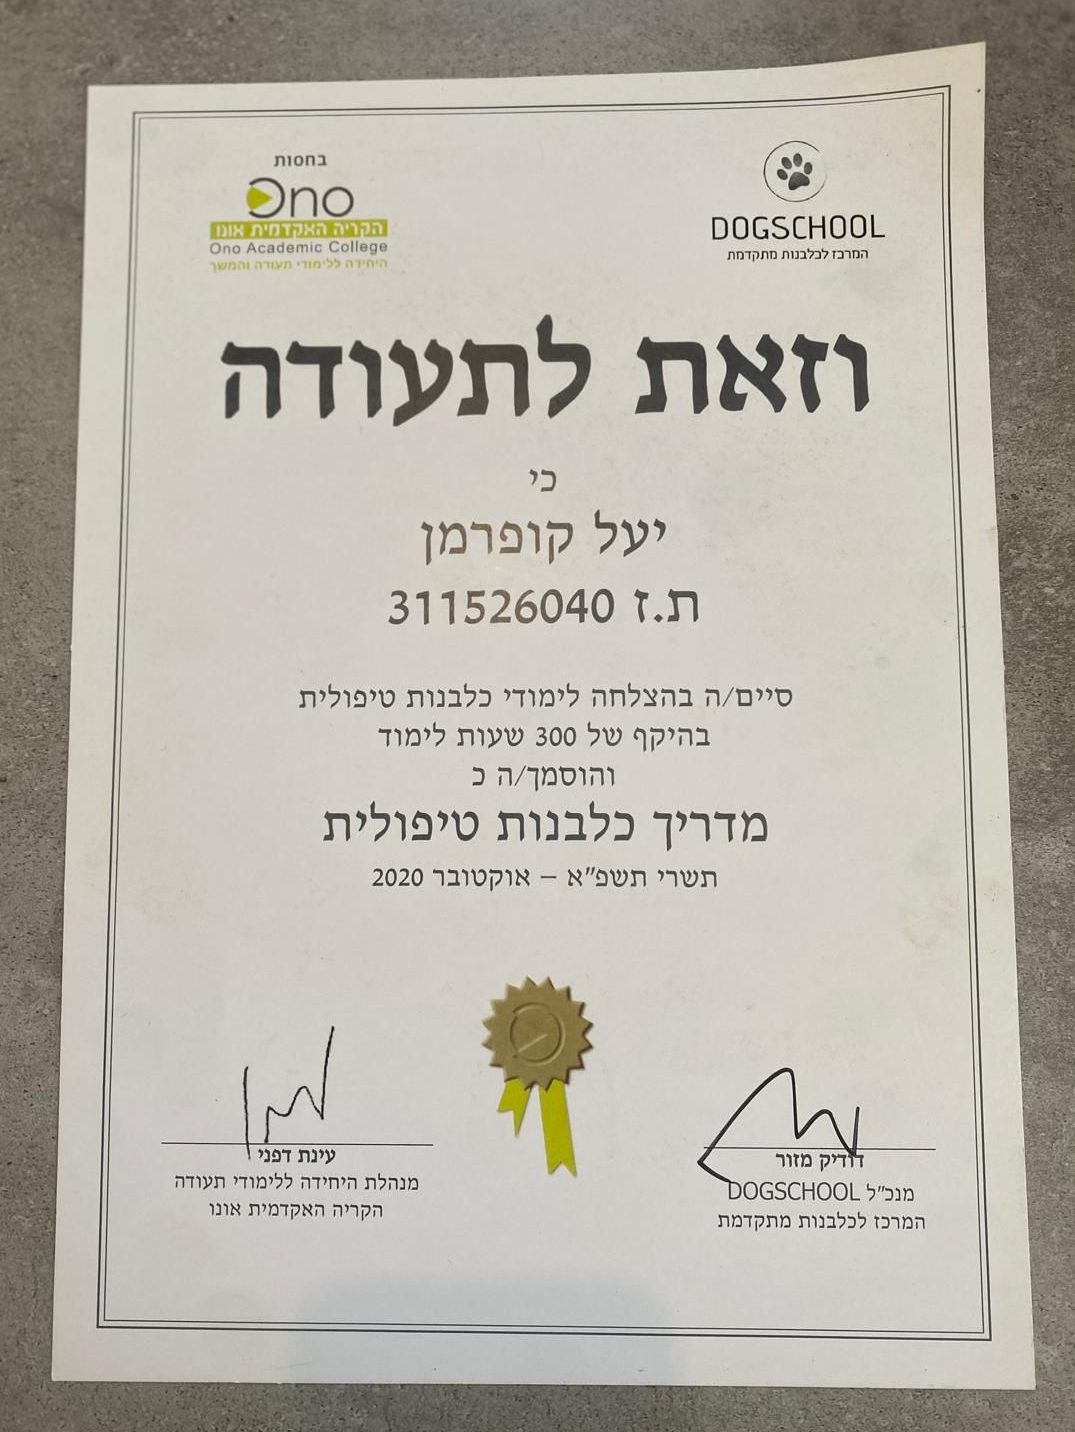 בחסות
Ono
הקריה האקדמית אונו
Ono Academic College
היחידה ללימודי תעודה והמשך
DOGSCHOOL
המרכז לכלבנות מתקדמת
וזאת לתעודה
כי
יעל קופרמן
ת.ז 311526040
סיים/ה בהצלחה לימודי כלבנות טיפולית
בהיקף של 300 שעות לימוד
והוסמך/ה כ
מדריך כלבנות טיפולית
תשרי תשפ"א – אוקטובר 2020
דודיק מזור
מנכ"ל DOGSCHOOL
המרכז לכלבנות מתקדמת
עינת דפני
מנהלת היחידה ללימודי תעודה
הקריה האקדמית אונו